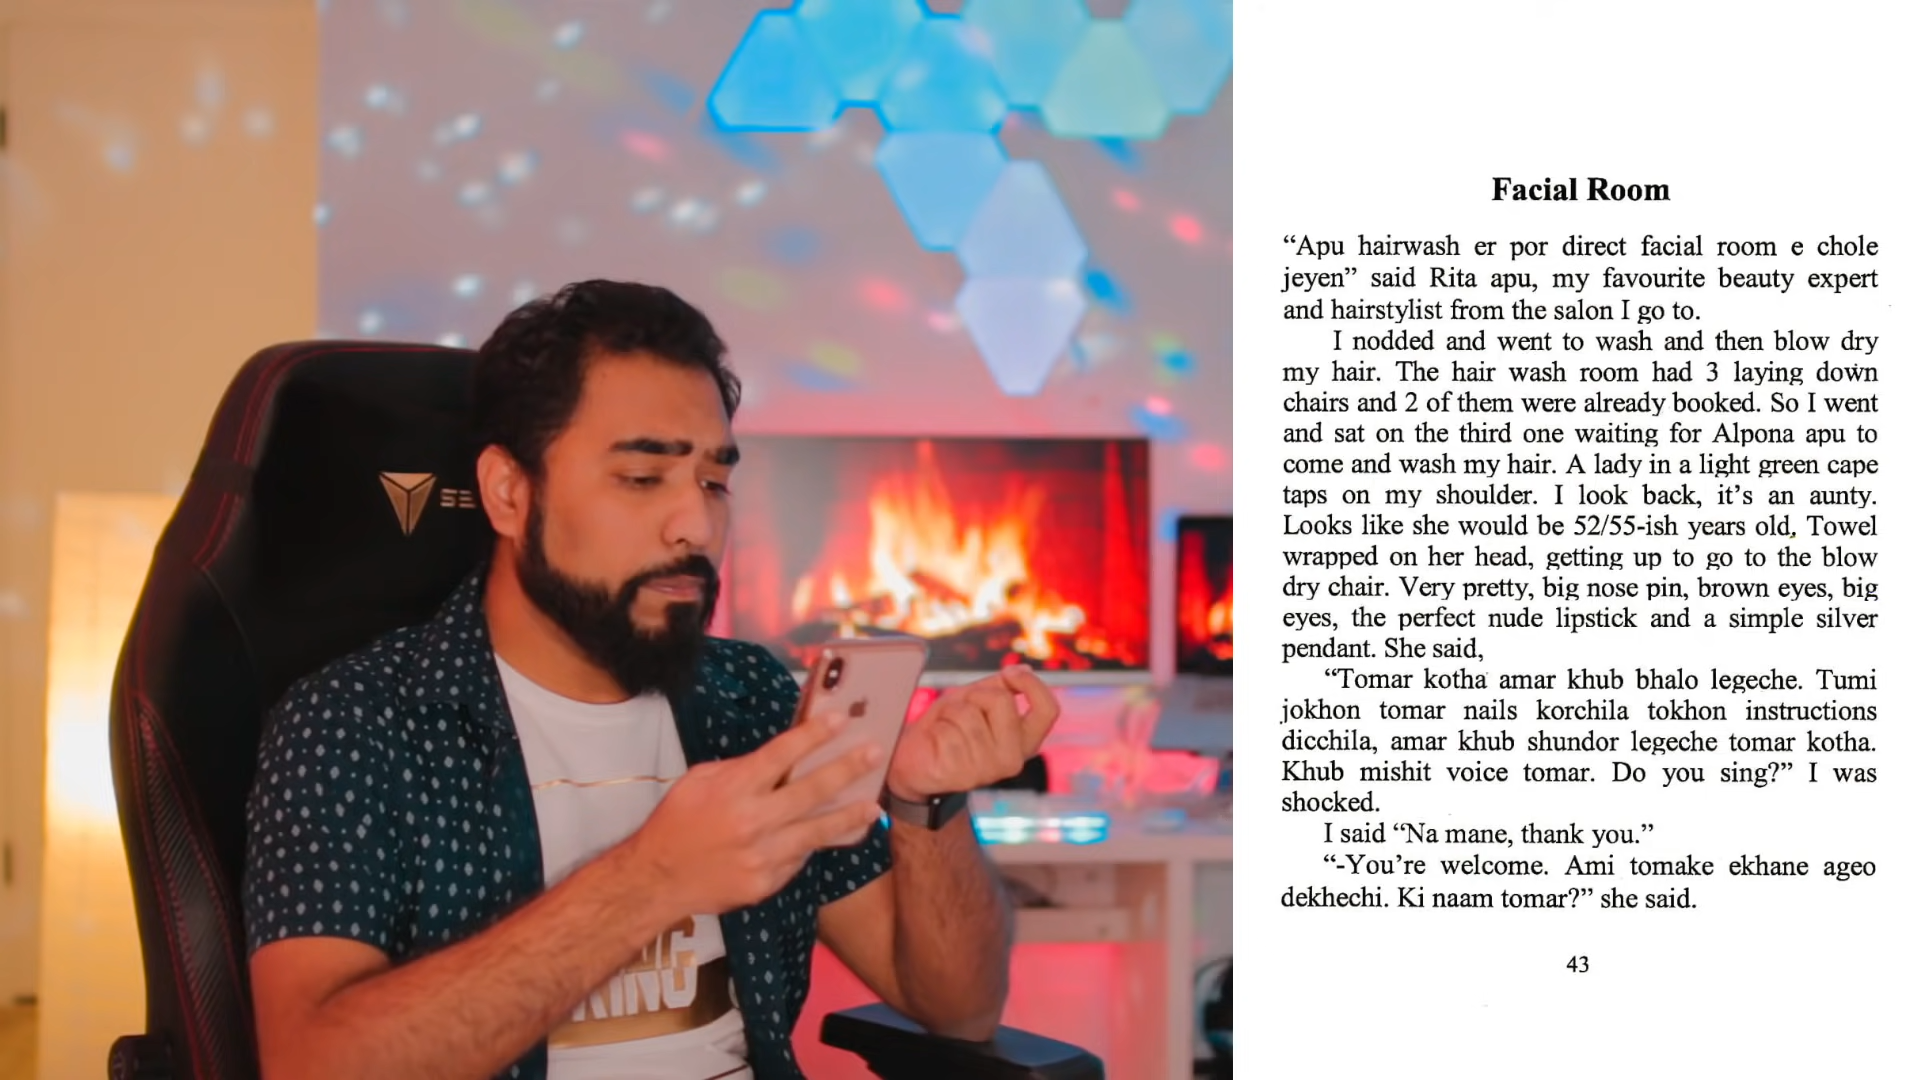 SE
KING
Facial Room
“Apu hairwash er por direct facial room e chole
jeyen” said Rita apu, my favourite beauty expert
and hairstylist from the salon I go to.
I nodded and went to wash and then blow dry
my hair. The hair wash room had 3 laying down
chairs and 2 of them were already booked. So I went
and sat on the third one waiting for Alpona apu to
come and wash my hair. A lady in a light green cape
taps on my shoulder. I look back, it’s an aunty.
Looks like she would be 52/55-ish years old, Towel
wrapped on her head, getting up to go to the blow
dry chair. Very pretty, big nose pin, brown eyes, big
eyes, the perfect nude lipstick and a simple silver
pendant. She said,
“Tomar kotha amar khub bhalo legeche. Tumi
jokhon tomar nails korchila tokhon instructions
dicchila, amar khub shundor legeche tomar kotha.
Khub mishit voice tomar. Do you sing?” I was
shocked.
I said “Na mane, thank you.”
“-You’re welcome. Ami tomake ekhane ageo
dekhechi. Ki naam tomar?” she said.
43